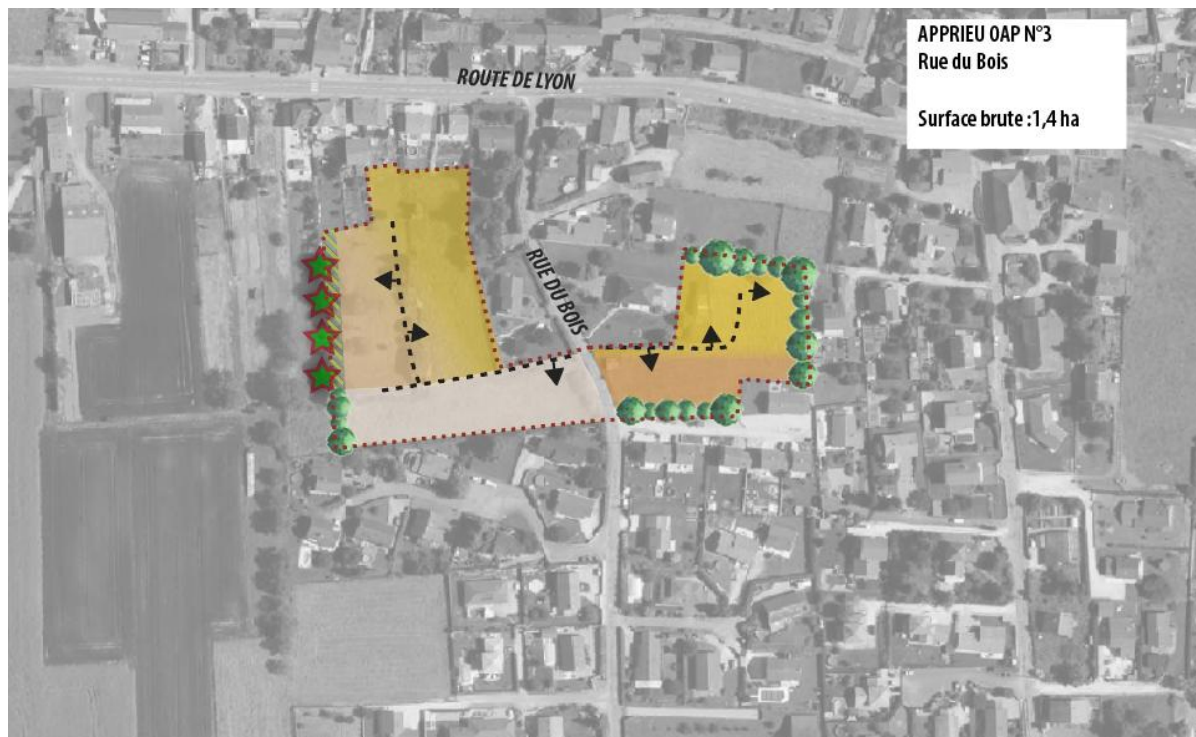 APPRIEU OAP N°3
Rue du Bois
Surface brute :1,4 ha
ROUTE DE LYON
RUE DU BOIS